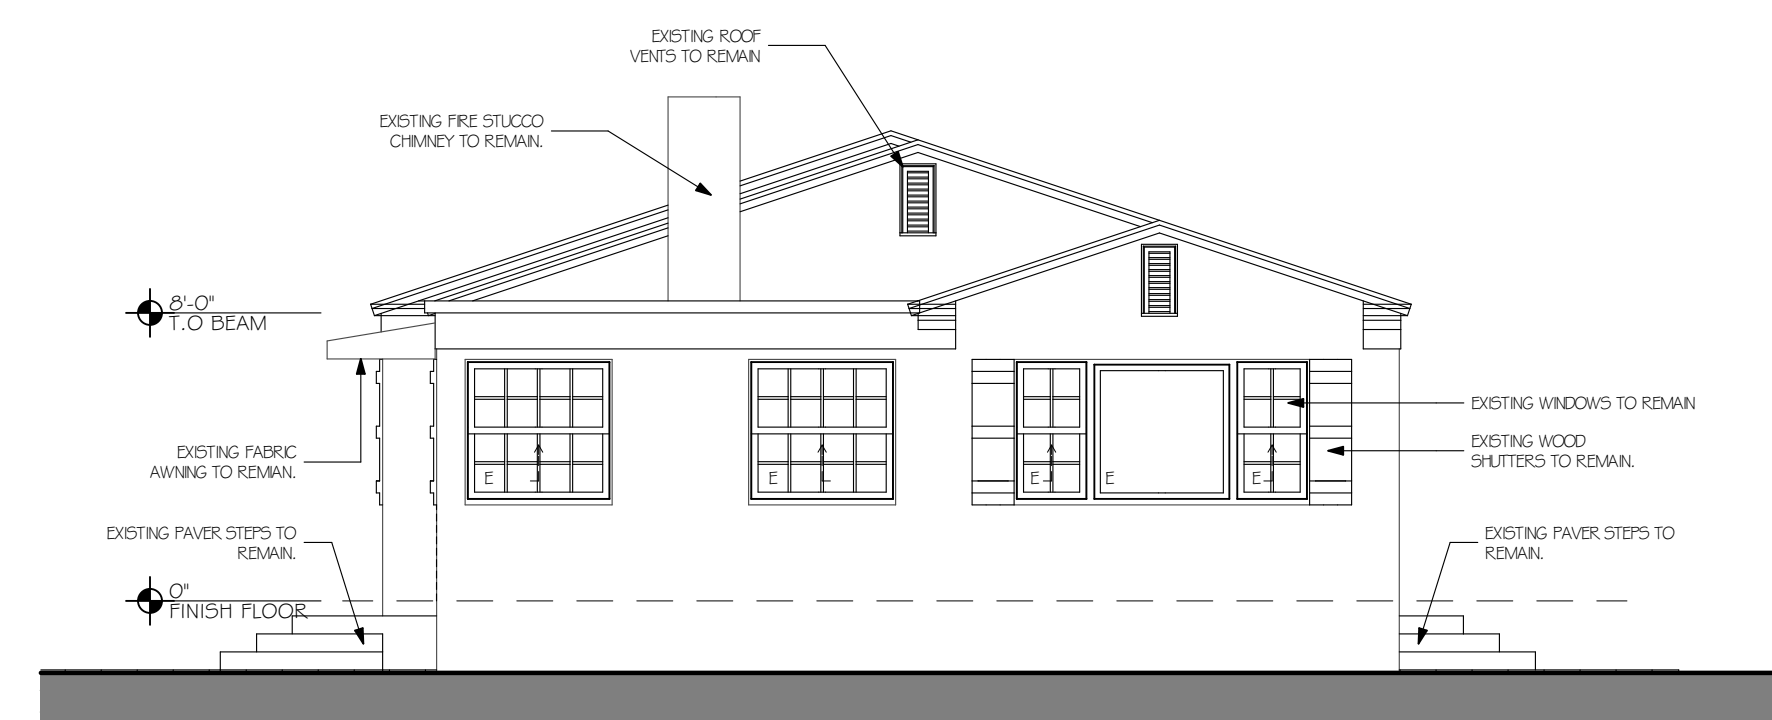 EXISTING ROOF
VENTS TO REMAIN
EXISTING FIRE STUCCO
CHIMNEY TO REMAIN.
8'-0"
T.O BEAM
EXISTING WINDOWS TO REMAIN
EXISTING WOOD
SHUTTERS TO REMAIN.
EXISTING FABRIC
AWNING TO REMIAN.
E
E
E
E
E
EXISTING PAVER STEPS TO
REMAIN.
EXISTING PAVER STEPS TO
REMAIN.
0"
FINISH FLOOR